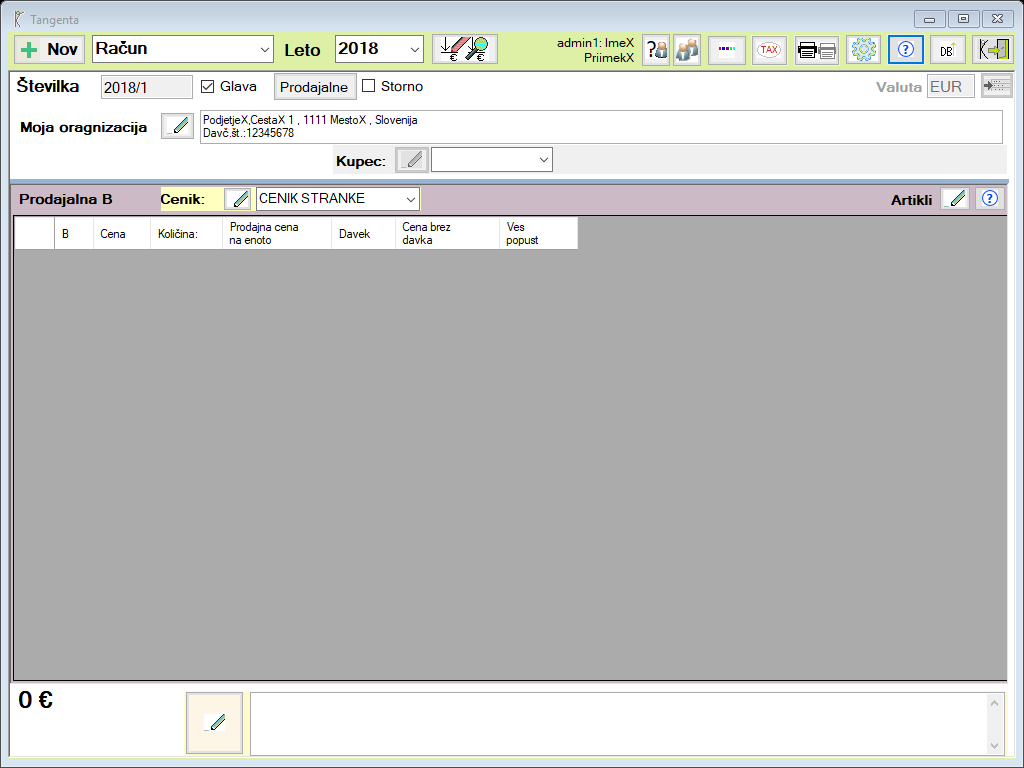 Tangenta
Nov Račun Leto 2018 admin1: ImeX
PriimekX
TAX DB
Številka 2018/1 Glava Prodajalne Storno Valuta EUR
Moja oragnizacija PodjetjeX,CestaX 1 , 1111 MestoX , Slovenija
Davč.št.:12345678
Kupec:
Prodajalna B Cenik: CENIK STRANKE Artikli
B Cena Količina: Prodajna cena
na enoto Davek Cena brez
davka Ves
popust
0 €